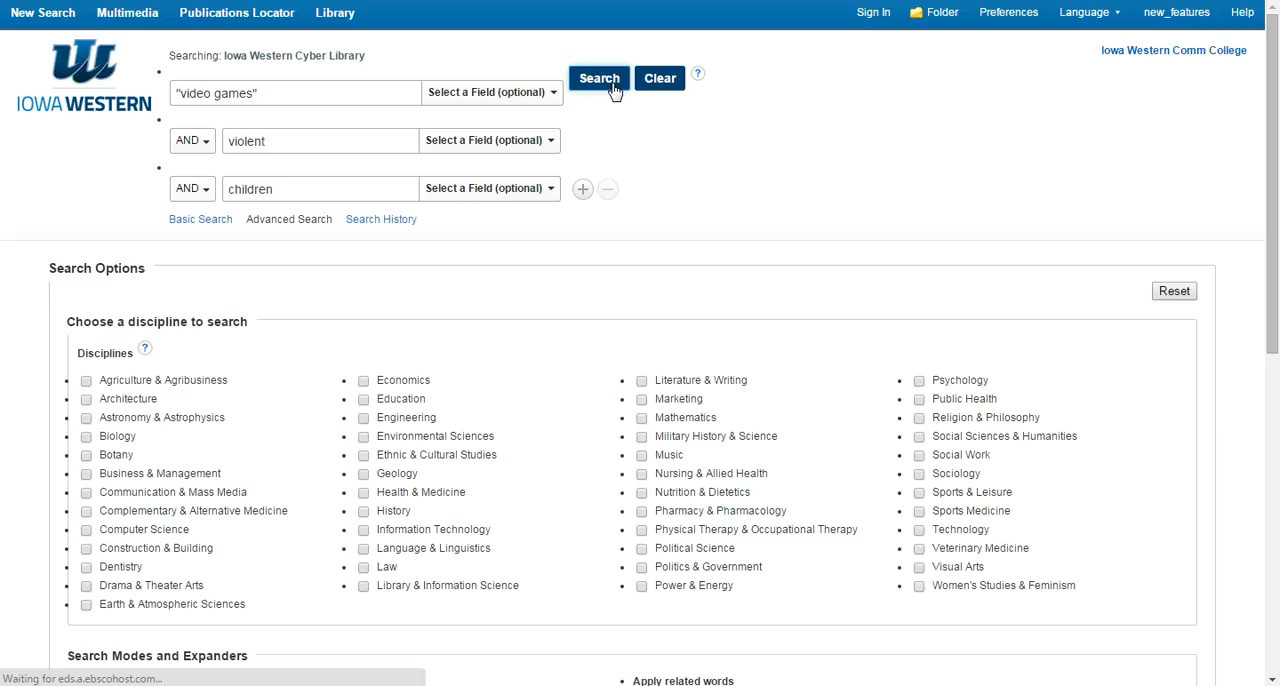 New Search Multimedia Publications Locator Library Sign In Folder Preferences Language new_features Help
IOWA WESTERN
Searching: Iowa Western Cyber Library
Iowa Western Comm College
"video games" Select a Field (optional) Search Clear ?
AND violent Select a Field (optional)
AND children Select a Field (optional)
Basic Search Advanced Search Search History
Search Options
Reset
Choose a discipline to search
Disciplines ?
Agriculture & Agribusiness
Architecture
Astronomy & Astrophysics
Biology
Botany
Business & Management
Communication & Mass Media
Complementary & Alternative Medicine
Computer Science
Construction & Building
Dentistry
Drama & Theater Arts
Earth & Atmospheric Sciences
Economics
Education
Engineering
Environmental Sciences
Ethnic & Cultural Studies
Geology
Health & Medicine
History
Information Technology
Language & Linguistics
Law
Library & Information Science
Literature & Writing
Marketing
Mathematics
Military History & Science
Music
Nursing & Allied Health
Nutrition & Dietetics
Pharmacy & Pharmacology
Physical Therapy & Occupational Therapy
Political Science
Politics & Government
Power & Energy
Psychology
Public Health
Religion & Philosophy
Social Sciences & Humanities
Social Work
Sociology
Sports & Leisure
Sports Medicine
Technology
Veterinary Medicine
Visual Arts
Women's Studies & Feminism
Search Modes and Expanders
Apply related words
Waiting for eds.a.ebscohost.com...